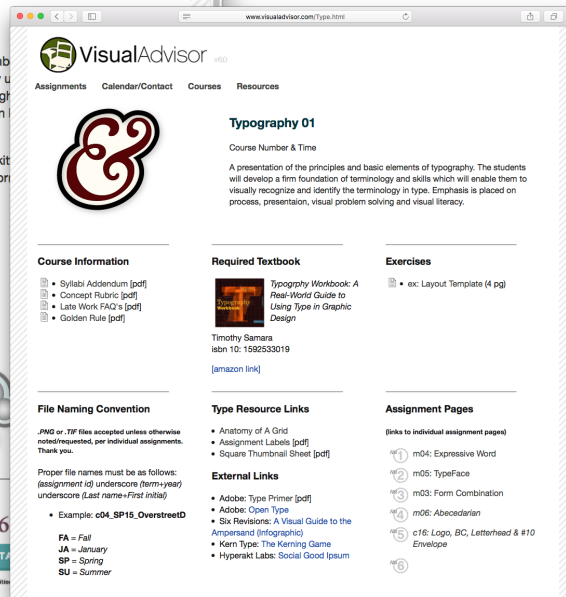 www.visualadvisor.com/Type.html
VisualAdvisor v6.0
Assignments Calendar/Contact Courses Resources
Typography 01
Course Number & Time
A presentation of the principles and basic elements of typography. The students
will develop a firm foundation of terminology and skills which will enable them to
visually recognize and identify the terminology in type. Emphasis is placed on
process, presentaion, visual problem solving and visual literacy.
&
Course Information
Syllabi Addendum [pdf]
Concept Rubric [pdf]
Late Work FAQ's [pdf]
Golden Rule [pdf]
Required Textbook
Typography
Workbook
Typogrphy Workbook: A
Real-World Guide to
Using Type in Graphic
Design
Timothy Samara
isbn 10: 1592533019
[amazon link]
Exercises
ex: Layout Template (4 pg)
File Naming Convention
.PNG or .TIF files accepted unless otherwise
noted/requested, per individual assignments.
Thank you.
Proper file names must be as follows:
(assignment id) underscore (term+year)
underscore (Last name+First initial)
Example: c04_SP15_OverstreetD
FA = Fall
JA = January
SP = Spring
SU = Summer
Type Resource Links
Anatomy of A Grid
Assignment Labels [pdf]
Square Thumbnail Sheet [pdf]
External Links
Adobe: Type Primer [pdf]
Adobe: Open Type
Six Revisions: A Visual Guide to the
Ampersand (Infographic)
Kern Type: The Kerning Game
Hyperakt Labs: Social Good Ipsum
Assignment Pages
(links to individual assignment pages)
1 m04: Expressive Word
2 m05: TypeFace
3 m03: Form Combination
4 m06: Abecedarian
5 c16: Logo, BC, Letterhead & #10
Envelope
6